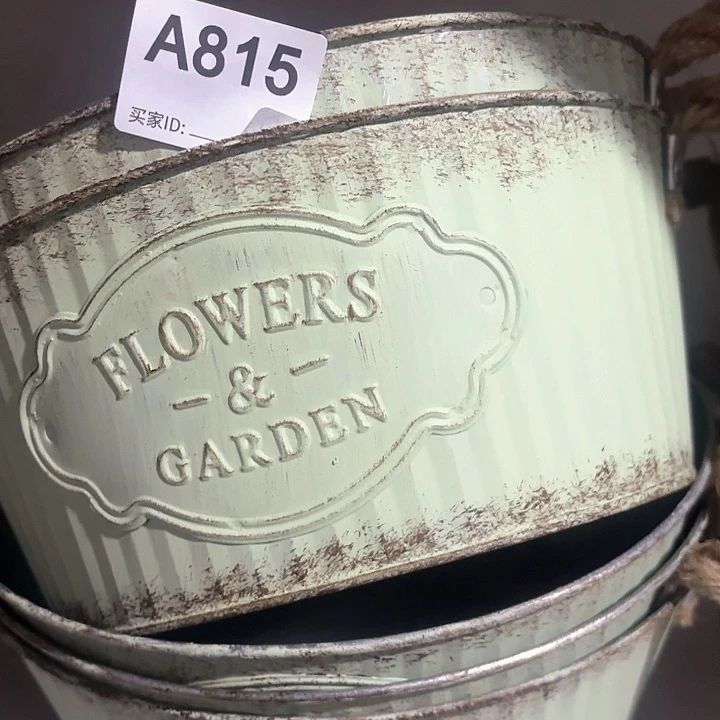 A815
买家ID:
FLOWERS
- & -
GARDEN